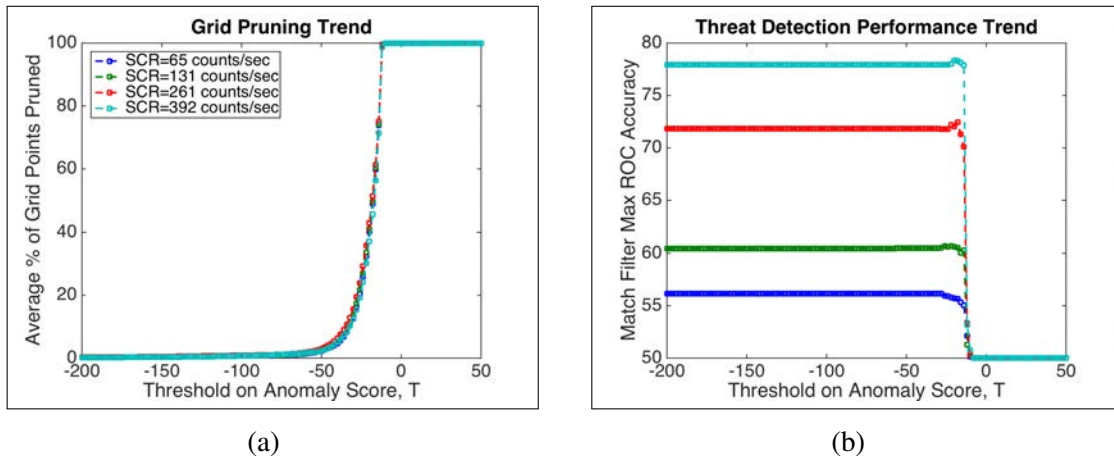 Grid Pruning Trend
100
80
60
40
20
0
-200
-150
-100
-50
0
50
Average % of Grid Points Pruned
Threshold on Anomaly Score, T
SCR=65 counts/sec
SCR=131 counts/sec
SCR=261 counts/sec
SCR=392 counts/sec
(a)
Threat Detection Performance Trend
80
75
70
65
60
55
50
-200
-150
-100
-50
0
50
Match Filter Max ROC Accuracy
Threshold on Anomaly Score, T
(b)